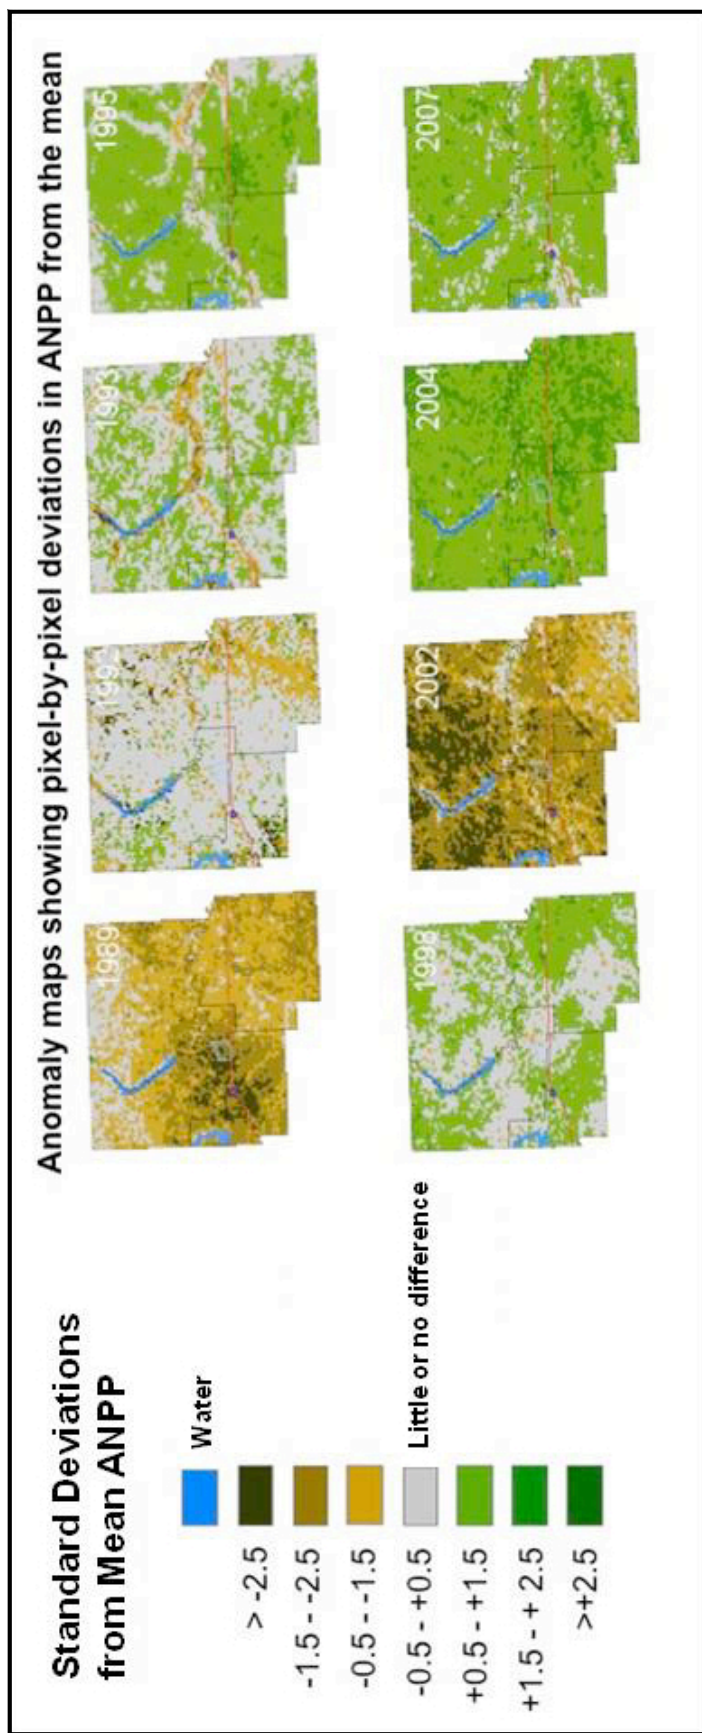 Anomaly maps showing pixel-by-pixel deviations in ANPP from the mean
Standard Deviations
from Mean ANPP
Water
> -2.5
-1.5 - -2.5
-0.5 - -1.5
-0.5 - +0.5
Little or no difference
+0.5 - +1.5
+1.5 - + 2.5
>+2.5
1989
1992
1993
1995
1998
2002
2004
2007